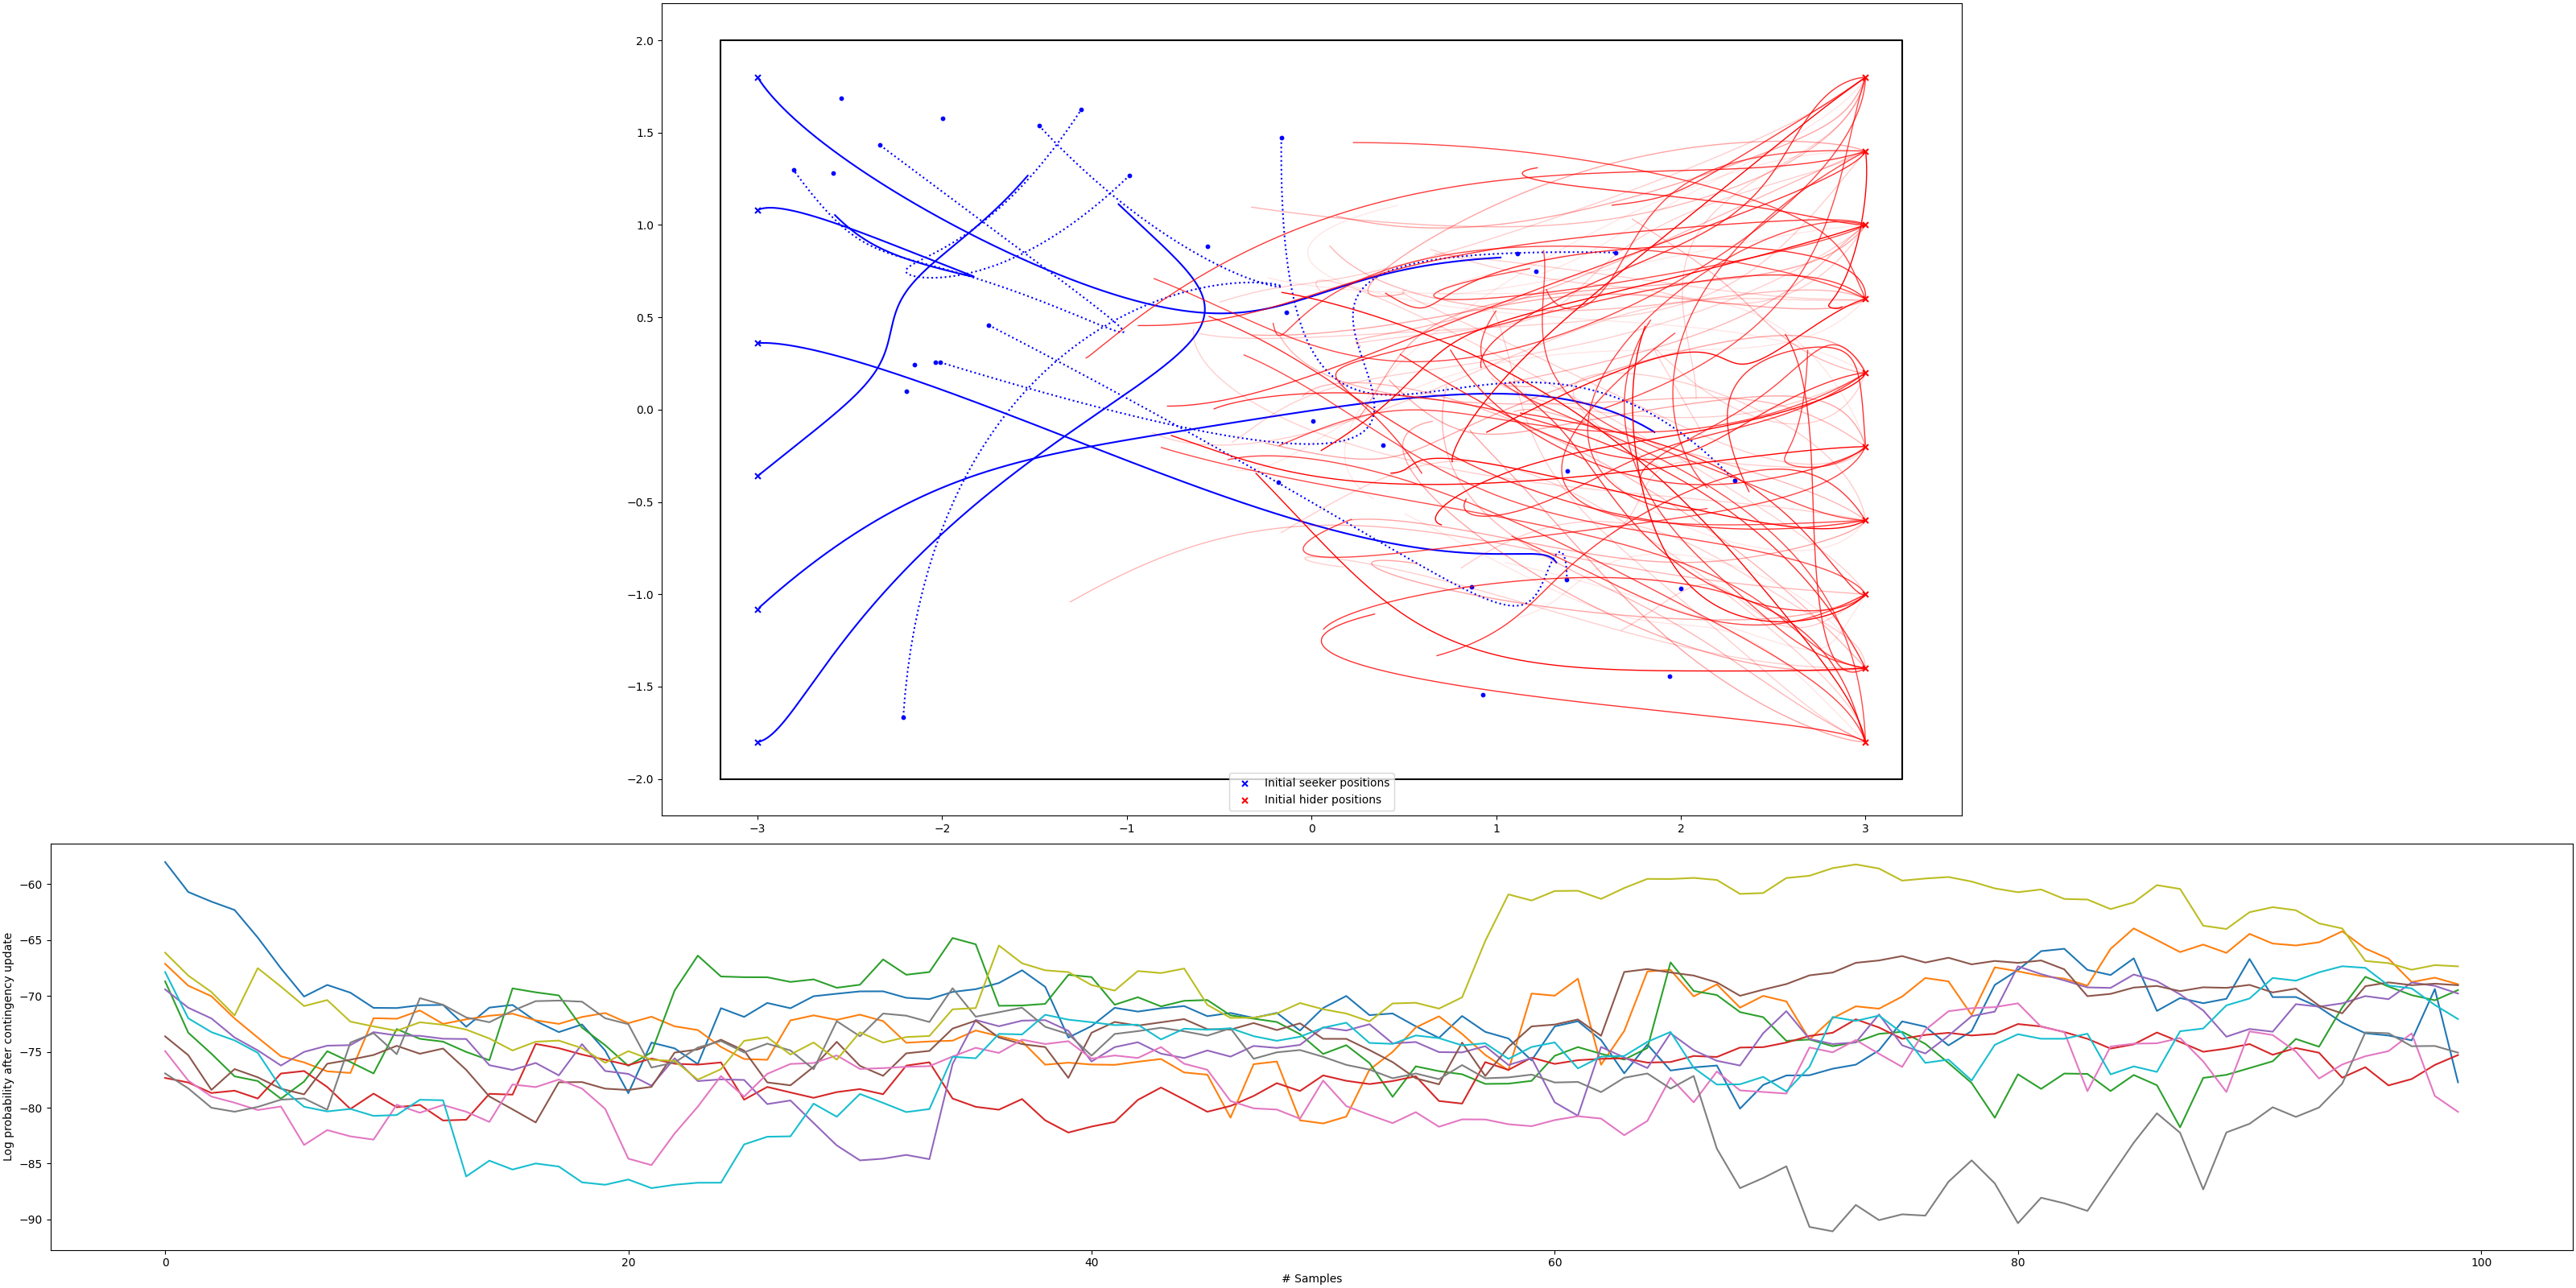 2.0
1.5
1.0
0.5
0.0
−0.5
−1.0
−1.5
−2.0
Initial seeker positions
Initial hider positions
−3 −2 −1 0 1 2 3
Log probability after contingency update
−60
−65
−70
−75
−80
−85
−90
0 20 40 60 80 100
# Samples